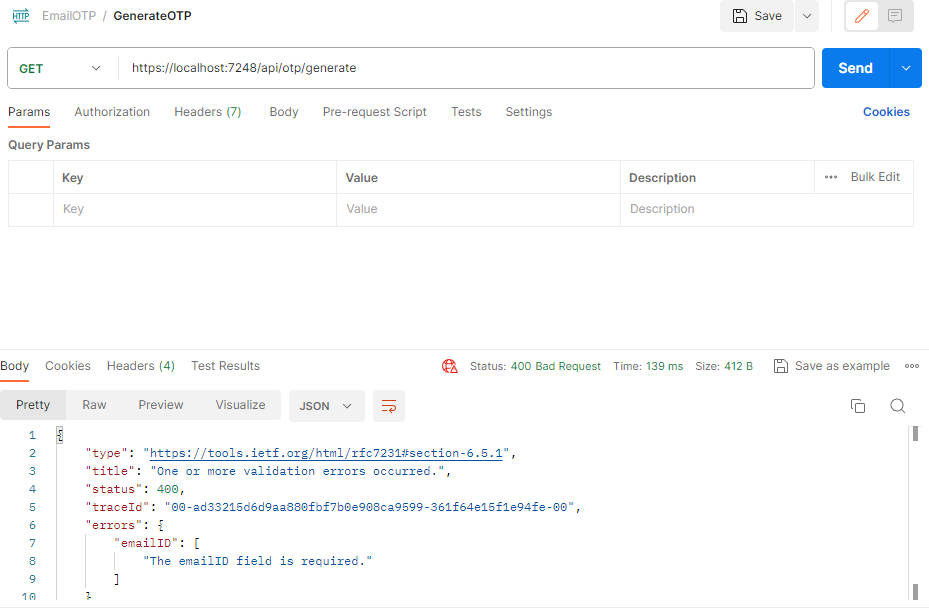 HTTP EmailOTP / GenerateOTP Save
GET https://localhost:7248/api/otp/generate Send
Params Authorization Headers (7) Body Pre-request Script Tests Settings Cookies
Query Params
Key Value Description ••• Bulk Edit
Key Value Description
Body Cookies Headers (4) Test Results Status: 400 Bad Request Time: 139 ms Size: 412 B Save as example
Pretty Raw Preview Visualize JSON
1 {
2 "type": "https://tools.ietf.org/html/rfc7231#section-6.5.1",
3 "title": "One or more validation errors occurred.",
4 "status": 400,
5 "traceId": "00-ad33215d6d9aa880fbf7b0e908ca9599-361f64e15f1e94fe-00",
6 "errors": {
7 "emailID": [
8 "The emailID field is required."
9 ]
10 }